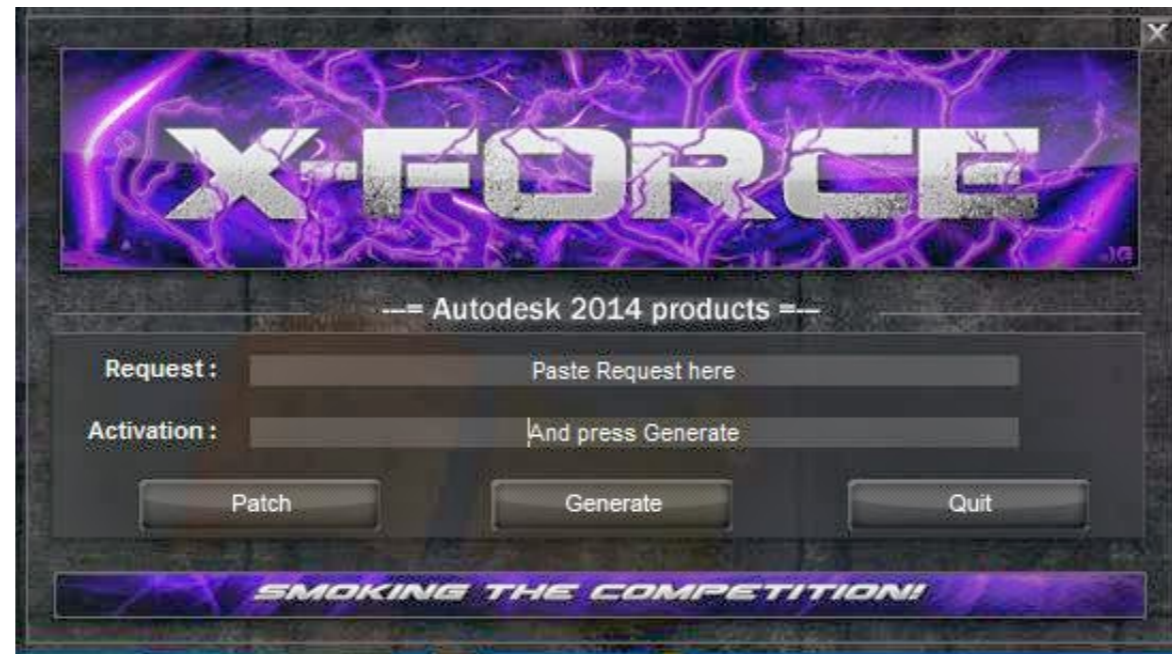 X
X-FORCE
---= Autodesk 2014 products =---
Request :
Paste Request here
Activation :
And press Generate
Patch
Generate
Quit
SMOKING THE COMPETITION!